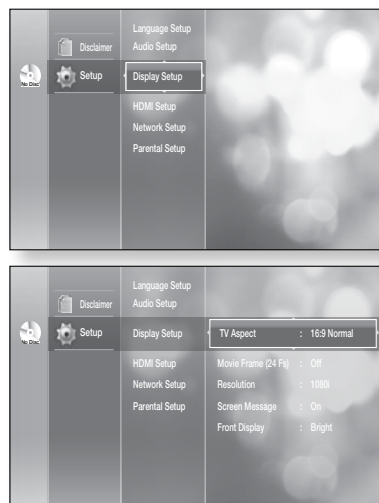 Language Setup
Disclaimer Audio Setup
No Disc Setup Display Setup
HDMI Setup
Network Setup
Parental Setup
Language Setup
Disclaimer Audio Setup
No Disc Setup Display Setup TV Aspect : 16:9 Normal
HDMI Setup Movie Frame (24 Fs) : Off
Network Setup Resolution : 1080i
Parental Setup Screen Message : On
Front Display : Bright